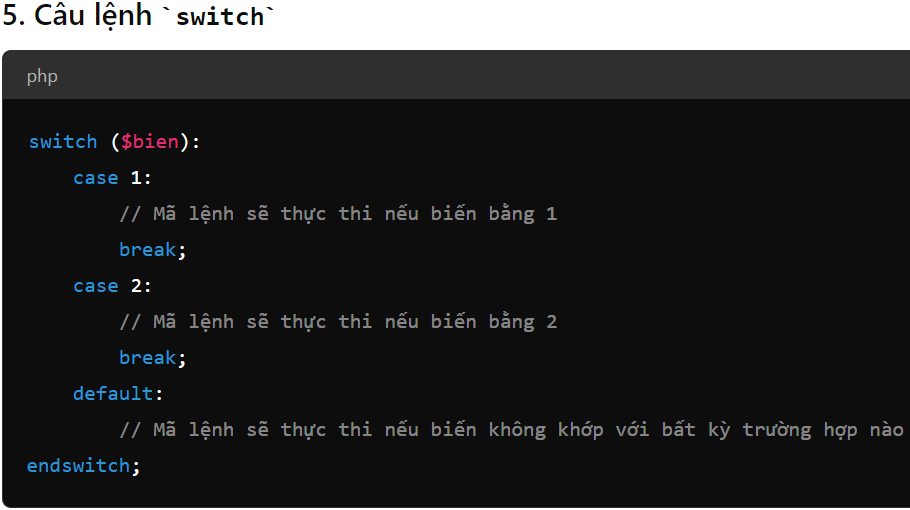 5. Câu lệnh `switch`
php
switch ($bien):
    case 1:
        // Mã lệnh sẽ thực thi nếu biến bằng 1
        break;
    case 2:
        // Mã lệnh sẽ thực thi nếu biến bằng 2
        break;
    default:
        // Mã lệnh sẽ thực thi nếu biến không khớp với bất kỳ trường hợp nào
endswitch;